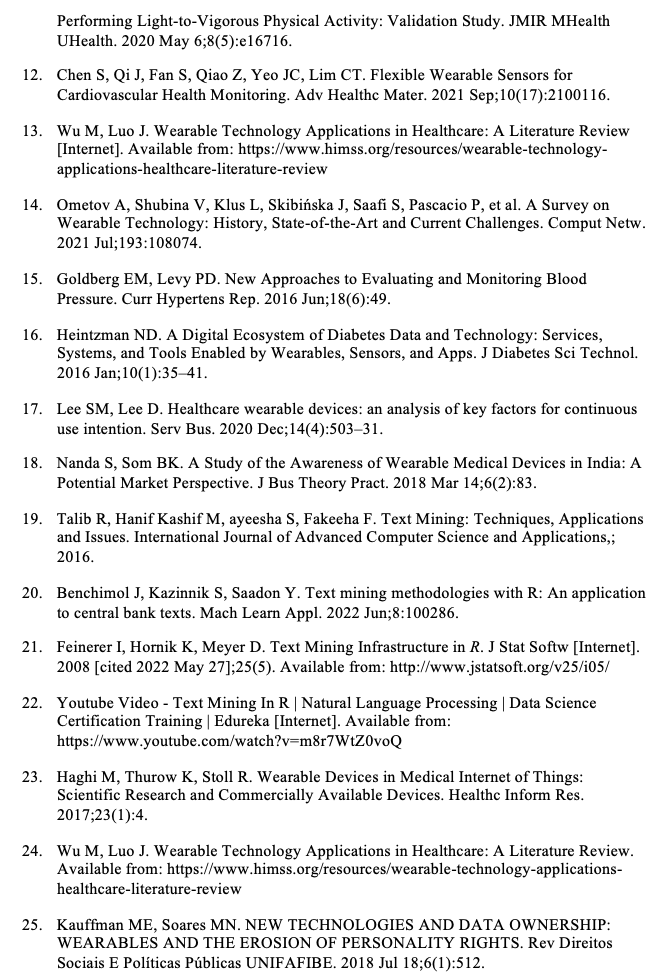 Performing Light-to-Vigorous Physical Activity: Validation Study. JMIR MHealth
UHealth. 2020 May 6;8(5):e16716.
12. Chen S, Qi J, Fan S, Qiao Z, Yeo JC, Lim CT. Flexible Wearable Sensors for
Cardiovascular Health Monitoring. Adv Healthc Mater. 2021 Sep;10(17):2100116.
13. Wu M, Luo J. Wearable Technology Applications in Healthcare: A Literature Review
[Internet]. Available from: https://www.himss.org/resources/wearable-technology-
applications-healthcare-literature-review
14. Ometov A, Shubina V, Klus L, Skibińska J, Saafi S, Pascacio P, et al. A Survey on
Wearable Technology: History, State-of-the-Art and Current Challenges. Comput Netw.
2021 Jul;193:108074.
15. Goldberg EM, Levy PD. New Approaches to Evaluating and Monitoring Blood
Pressure. Curr Hypertens Rep. 2016 Jun;18(6):49.
16. Heintzman ND. A Digital Ecosystem of Diabetes Data and Technology: Services,
Systems, and Tools Enabled by Wearables, Sensors, and Apps. J Diabetes Sci Technol.
2016 Jan;10(1):35–41.
17. Lee SM, Lee D. Healthcare wearable devices: an analysis of key factors for continuous
use intention. Serv Bus. 2020 Dec;14(4):503–31.
18. Nanda S, Som BK. A Study of the Awareness of Wearable Medical Devices in India: A
Potential Market Perspective. J Bus Theory Pract. 2018 Mar 14;6(2):83.
19. Talib R, Hanif Kashif M, ayeesha S, Fakeeha F. Text Mining: Techniques, Applications
and Issues. International Journal of Advanced Computer Science and Applications,;
2016.
20. Benchimol J, Kazinnik S, Saadon Y. Text mining methodologies with R: An application
to central bank texts. Mach Learn Appl. 2022 Jun;8:100286.
21. Feinerer I, Hornik K, Meyer D. Text Mining Infrastructure in R. J Stat Softw [Internet].
2008 [cited 2022 May 27];25(5). Available from: http://www.jstatsoft.org/v25/i05/
22. Youtube Video - Text Mining In R | Natural Language Processing | Data Science
Certification Training | Edureka [Internet]. Available from:
https://www.youtube.com/watch?v=m8r7WtZ0voQ
23. Haghi M, Thurow K, Stoll R. Wearable Devices in Medical Internet of Things:
Scientific Research and Commercially Available Devices. Healthc Inform Res.
2017;23(1):4.
24. Wu M, Luo J. Wearable Technology Applications in Healthcare: A Literature Review.
Available from: https://www.himss.org/resources/wearable-technology-applications-
healthcare-literature-review
25. Kauffman ME, Soares MN. NEW TECHNOLOGIES AND DATA OWNERSHIP:
WEARABLES AND THE EROSION OF PERSONALITY RIGHTS. Rev Direitos
Sociais E Políticas Públicas UNIFAFIBE. 2018 Jul 18;6(1):512.